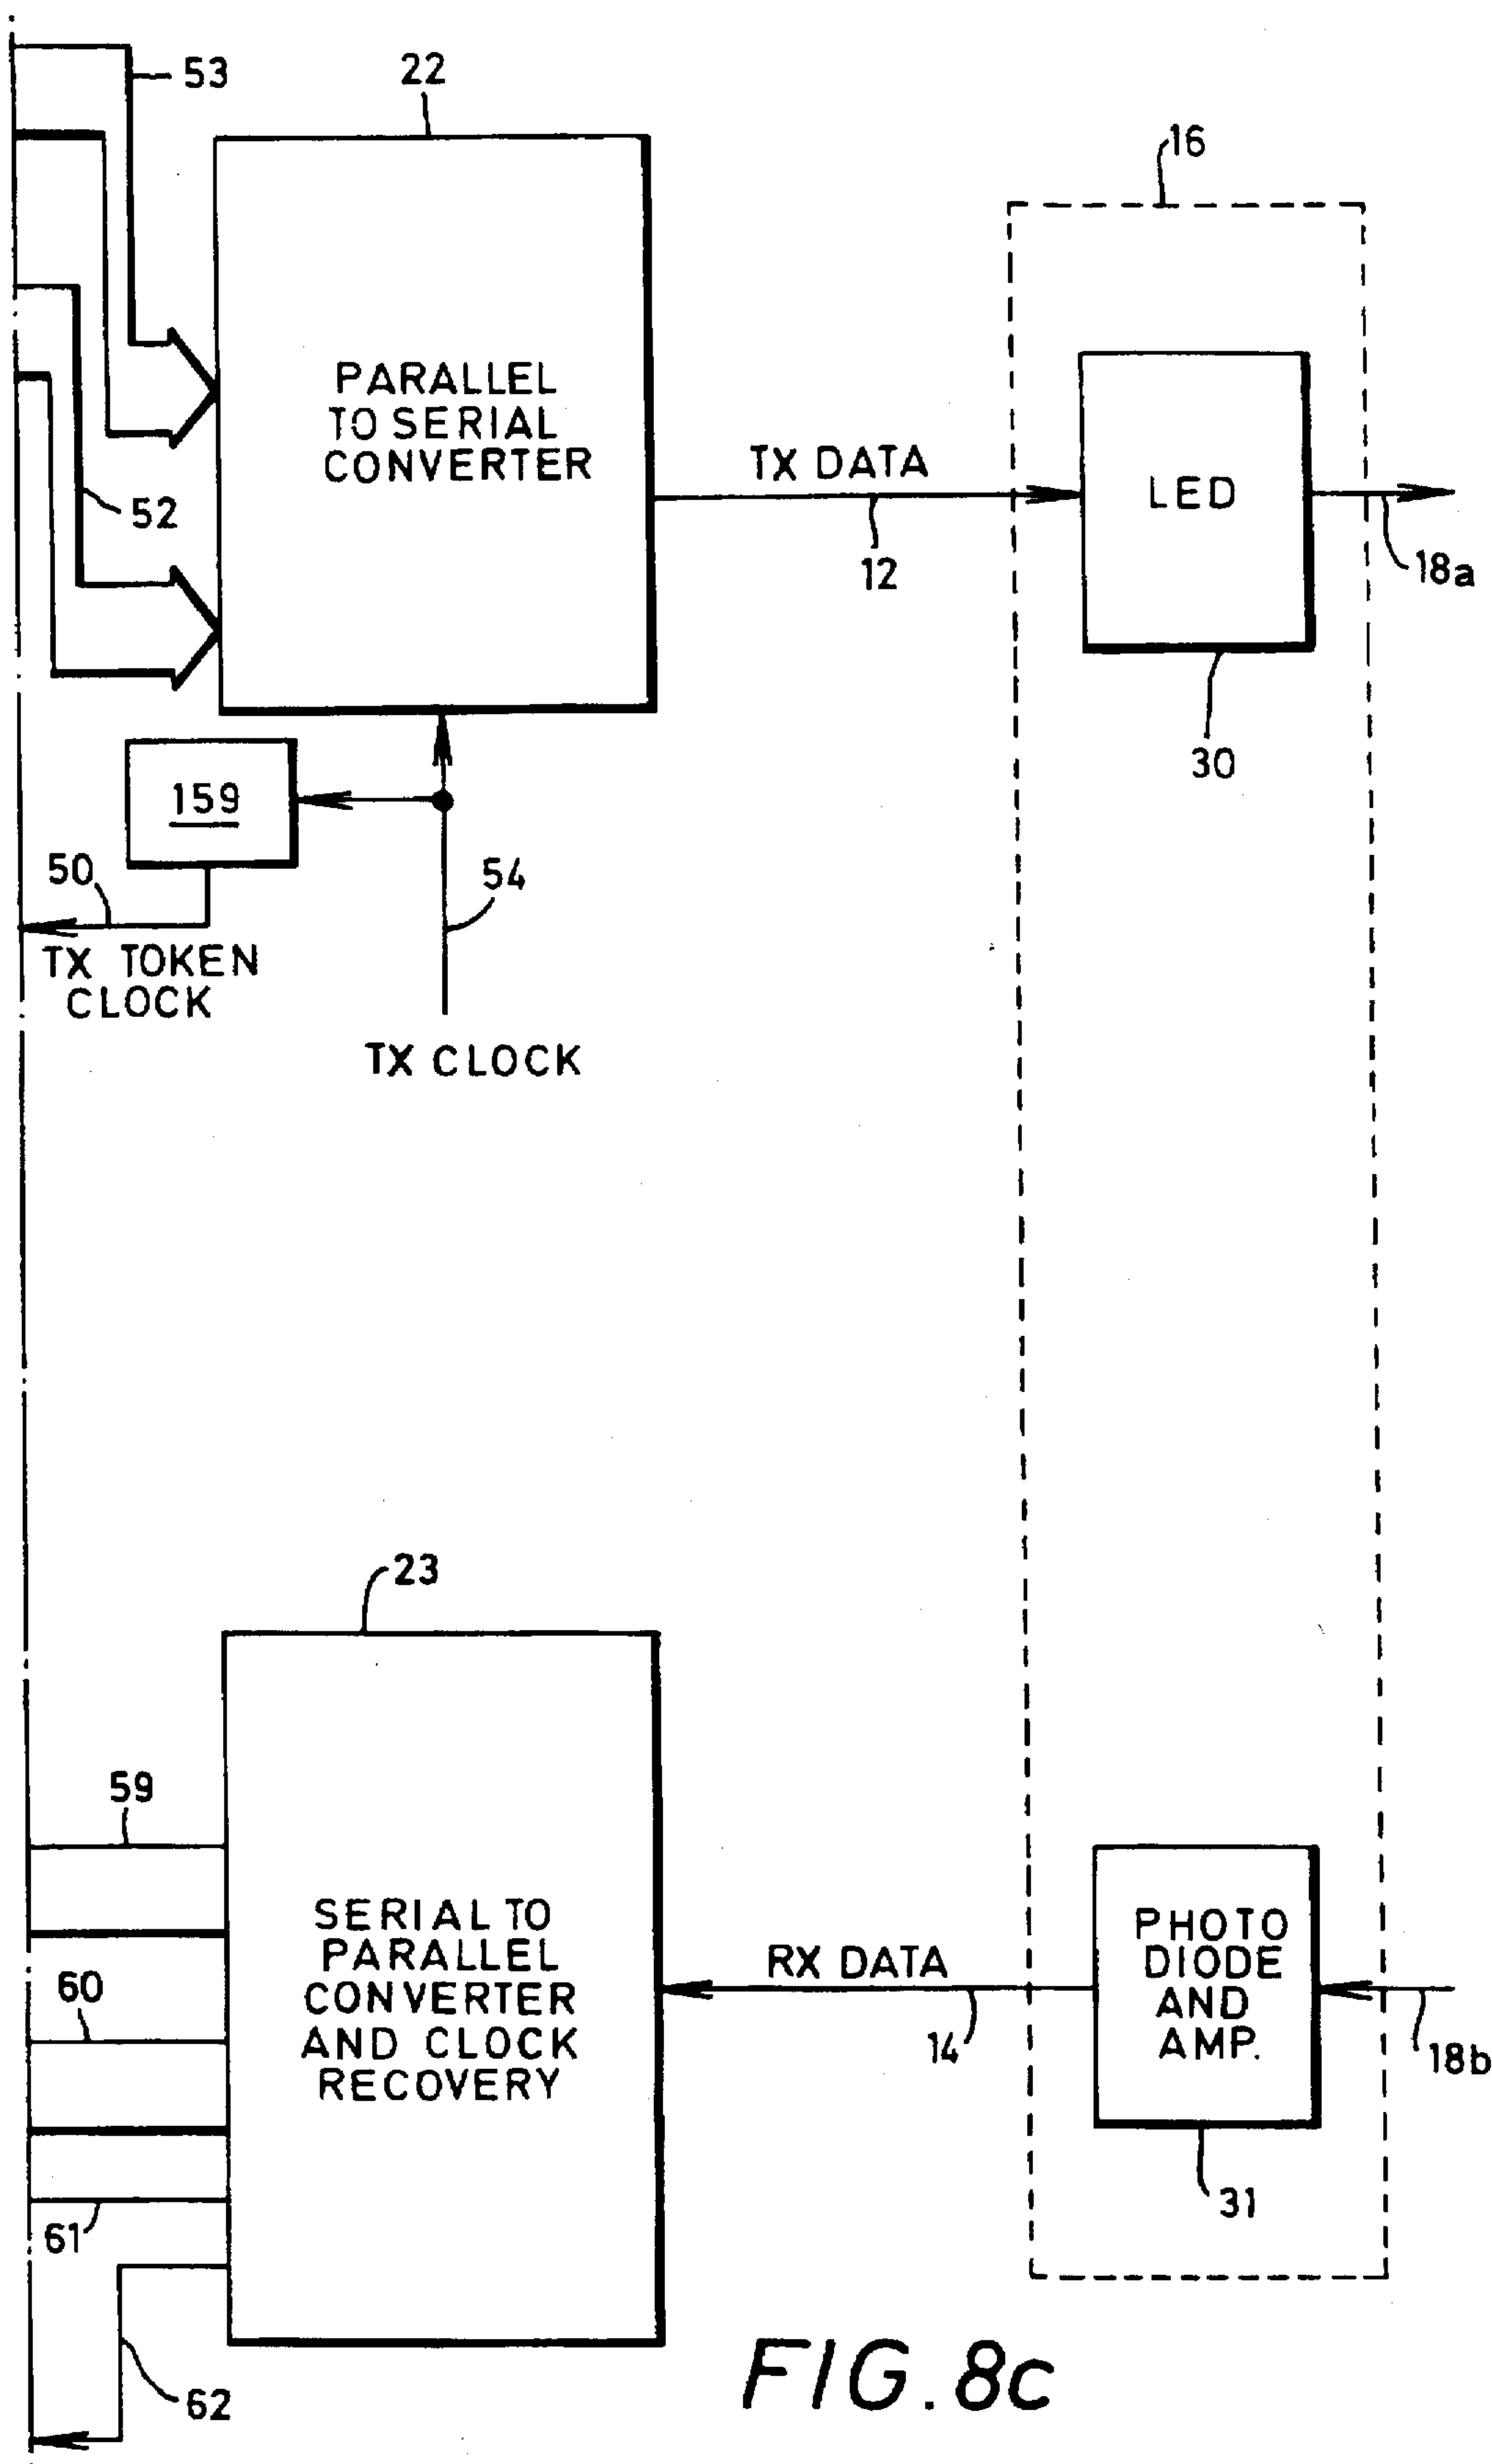 53
22
16
PARALLEL
TO SERIAL
CONVERTER
52
TX DATA
12
LED
18a
30
159
50
54
TX TOKEN
CLOCK
TX CLOCK
23
59
60
61
62
SERIAL TO
PARALLEL
CONVERTER
AND CLOCK
RECOVERY
RX DATA
14
PHOTO
DIODE
AND
AMP.
18b
31
FIG. 8c